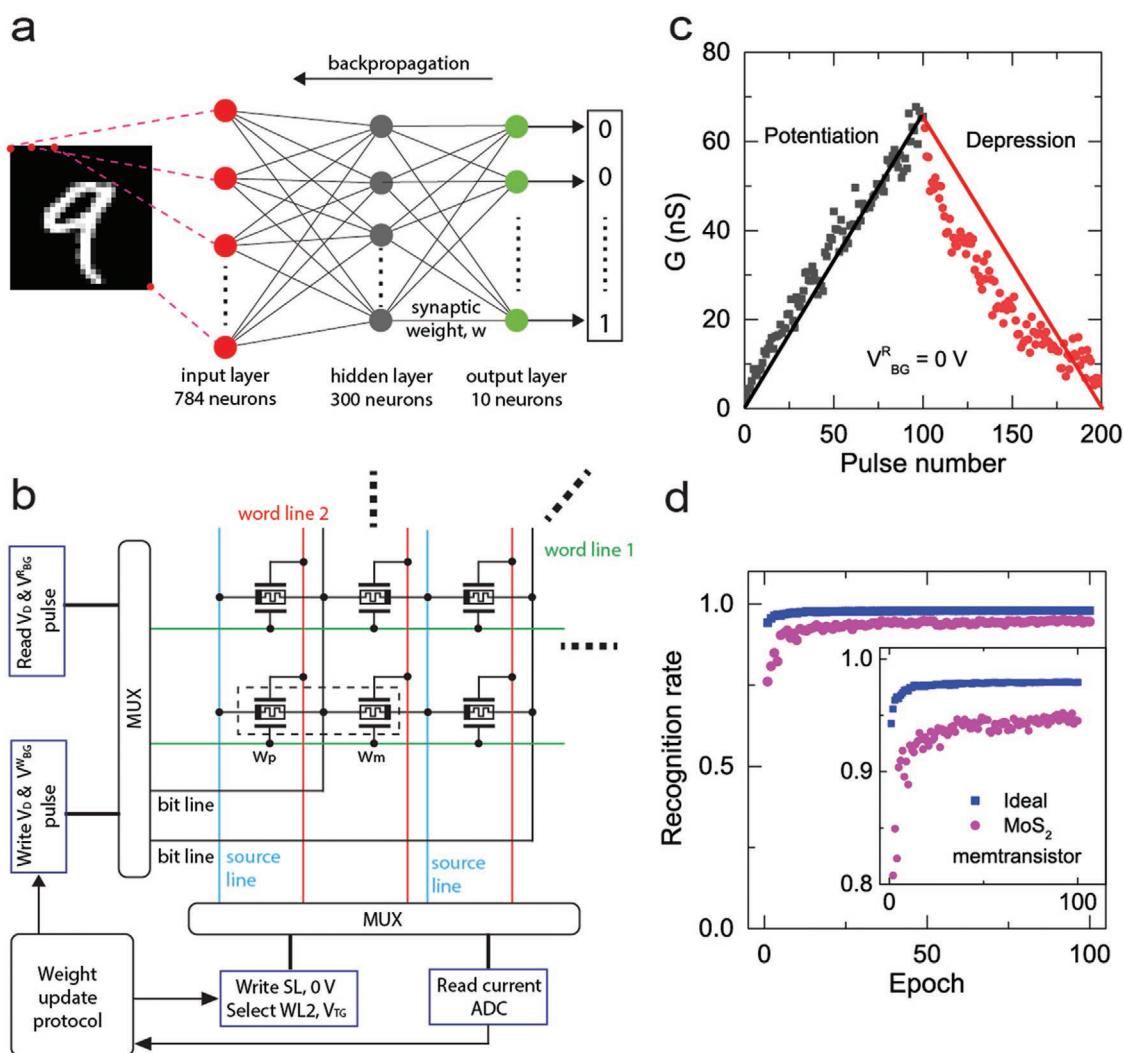 a
backpropagation
0
0
1
synaptic
weight, w
input layer
784 neurons
hidden layer
300 neurons
output layer
10 neurons
c
80
60
40
20
0
G (nS)
Potentiation
Depression
V^R_BG = 0 V
0
50
100
150
200
Pulse number
b
word line 2
word line 1
Read V_D & V^R_BG
pulse
MUX
Write V_D & V^W_BG
pulse
Wp
Wm
bit line
bit line
source
line
MUX
Weight
update
protocol
Write SL, 0 V
Select WL2, V_TG
Read current
ADC
d
1.0
0.5
0.0
Recognition rate
1.0
0.9
0.8
0
100
Ideal
MoS₂
memtransistor
0
50
100
Epoch